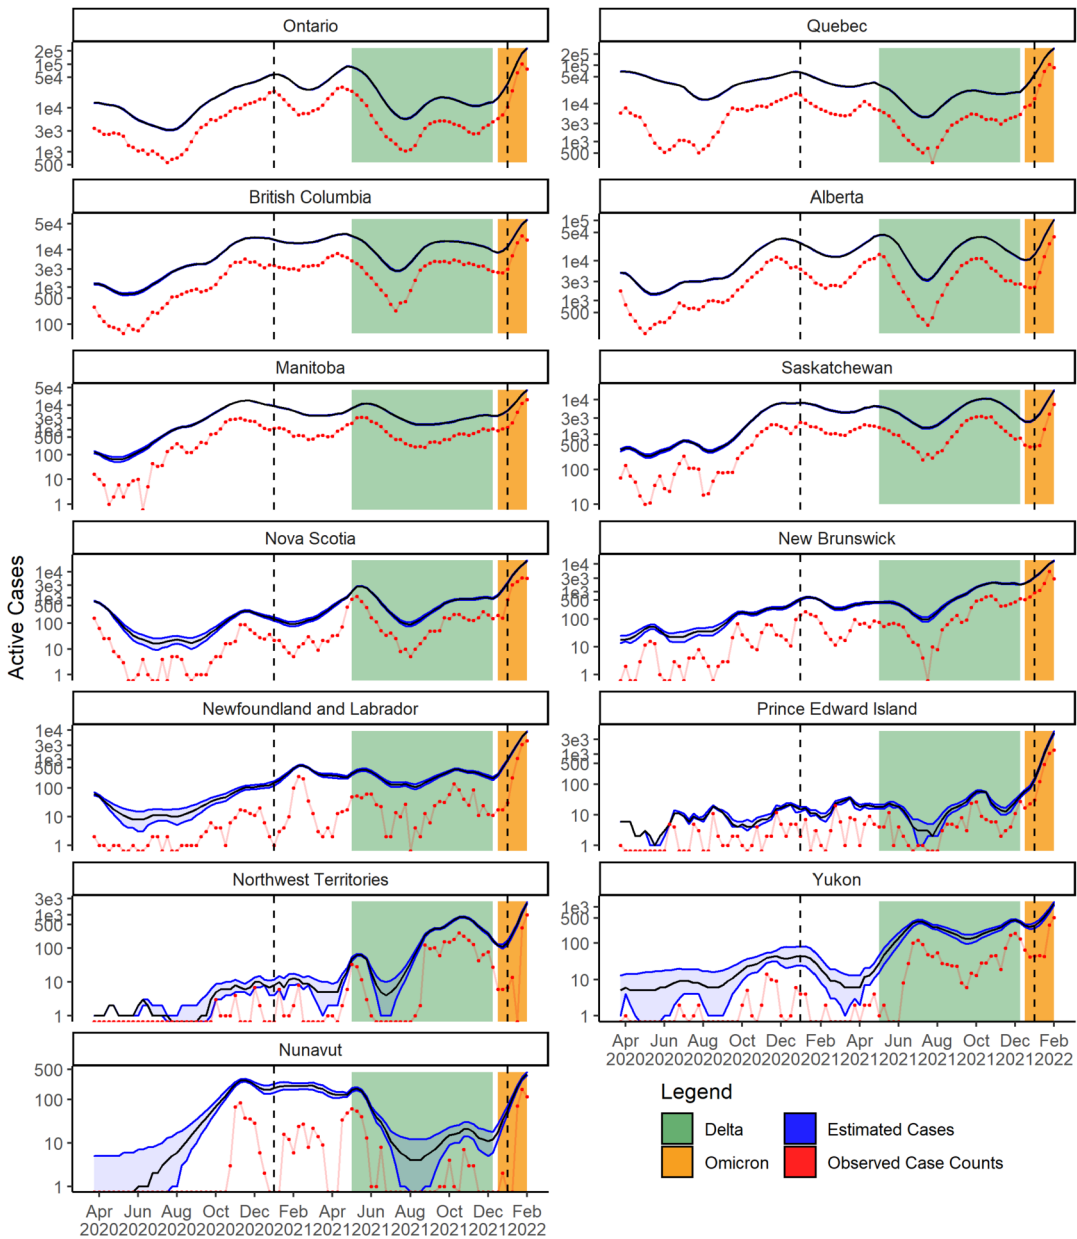 Ontario
2e5
1e5
5e4
1e4
3e3
1e3
500
Quebec
2e5
1e5
5e4
1e4
3e3
1e3
500
British Columbia
5e4
1e4
3e3
1e3
500
100
Alberta
1e5
5e4
1e4
3e3
1e3
500
Manitoba
5e4
1e4
3e3
1e3
500
100
10
1
Saskatchewan
1e4
3e3
1e3
500
100
10
Nova Scotia
1e4
3e3
1e3
500
100
10
1
New Brunswick
1e4
3e3
1e3
500
100
10
1
Active Cases
Newfoundland and Labrador
1e4
3e3
1e3
500
100
10
1
Prince Edward Island
3e3
1e3
500
100
10
1
Northwest Territories
3e3
1e3
500
100
10
1
Yukon
1e3
500
100
10
1
Apr Jun Aug Oct Dec Feb Apr Jun Aug Oct Dec Feb
2020 2020 2020 2020 2020 2021 2021 2021 2021 2021 2021 2022
Nunavut
500
100
10
1
Apr Jun Aug Oct Dec Feb Apr Jun Aug Oct Dec Feb
2020 2020 2020 2020 2020 2021 2021 2021 2021 2021 2021 2022
Legend
Delta
Estimated Cases
Omicron
Observed Case Counts